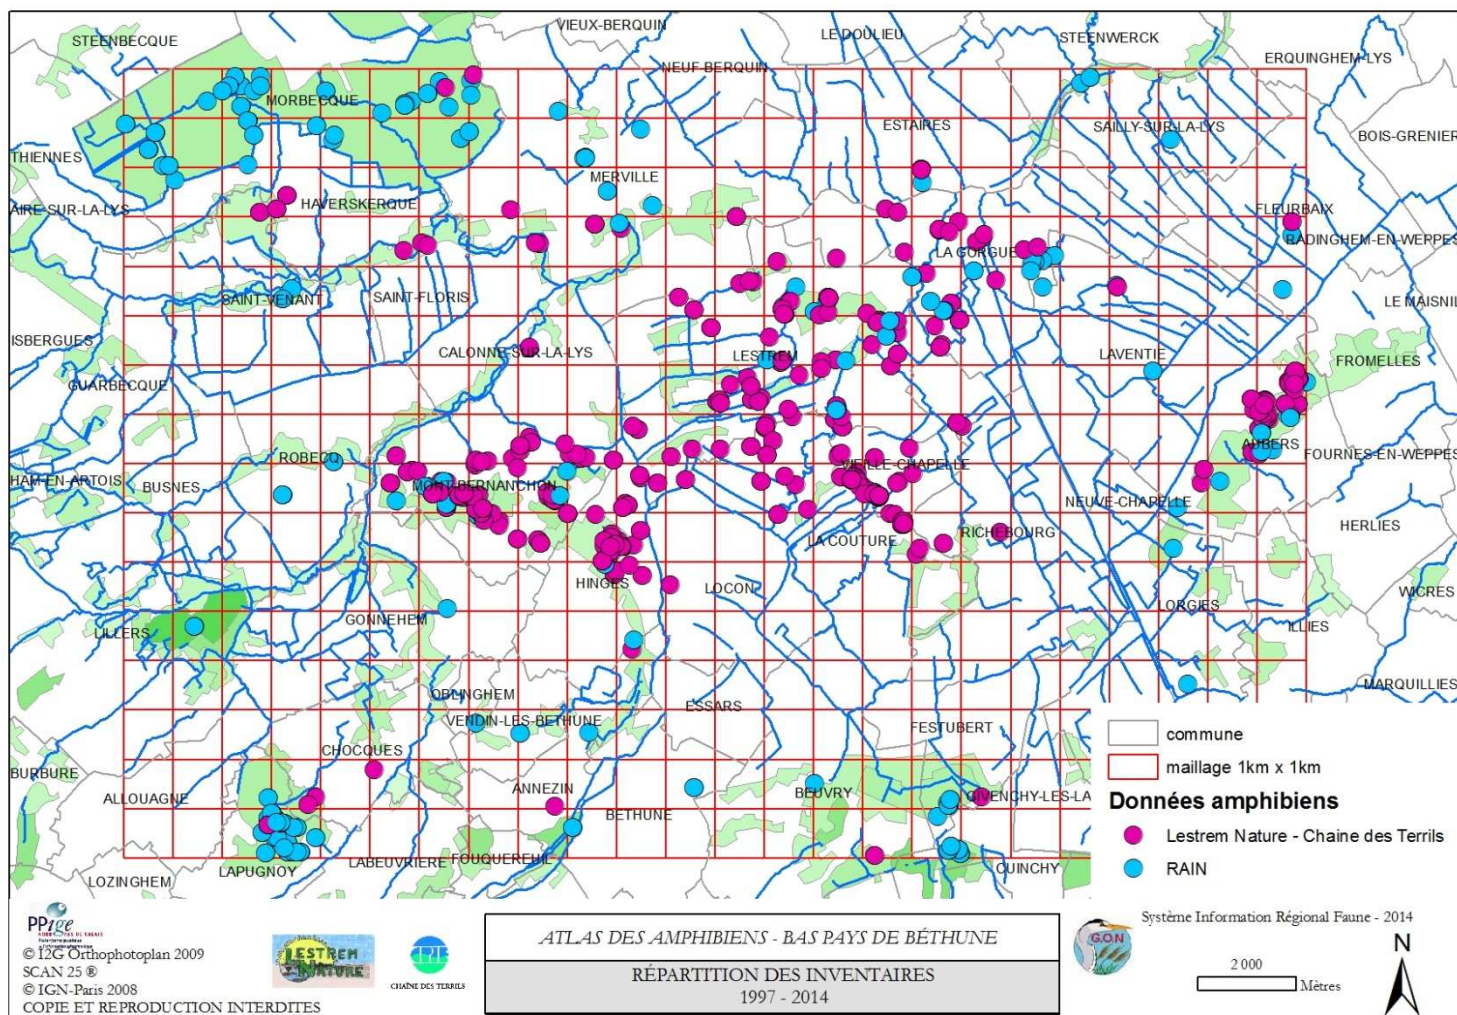 VIEUX-BERQUIN
LE DOULIEU
STEENWERCK
STEENBECQUE
ERQUINGHEM-LYS
NEUF BERQUIN
MORBECQUE
ESTAIRES
SAILLY-SUR-LA-LYS
BOIS-GRENIER
THIENNES
MERVILLE
HAVERSKERQUE
AIRE-SUR-LA-LYS
FLEURBAIX
RADINGHEM-EN-WEPPES
LA GORGUE
SAINT-VENANT
SAINT-FLORIS
LE MAISNIL
ISBERGUES
CALONNE-SUR-LA-LYS
LESTREM
LAVENTIE
FROMELLES
GUARBECQUE
AUBERS
ROBECQ
VIEILLE-CHAPELLE
FOURNES-EN-WEPPES
HAM-EN-ARTOIS
BUSNES
MONT-BERNANCHON
NEUVE-CHAPELLE
HERLIES
LA COUTURE
RICHEBOURG
HINGES
LOCON
WICRES
LORGIES
GONNEHEM
ILLIES
LILLERS
MARQUILLIES
OBLINGHEM
ESSARS
VENDIN-LES-BETHUNE
FESTUBERT
CHOCQUES
BURBURE
ALLOUAGNE
ANNEZIN
BEUVRY
GIVENCHY-LES-LA
BETHUNE
LABEUVRIERE
FOUQUEREUIL
LAPUGNOY
CUINCHY
LOZINGHEM
commune
maillage 1km x 1km
Données amphibiens
Lestrem Nature - Chaine des Terrils
RAIN
PPige
© I2G Orthophotoplan 2009
SCAN 25 ®
© IGN-Paris 2008
COPIE ET REPRODUCTION INTERDITES
LESTREM
NATURE
CHAÎNE DES TERRILS
ATLAS DES AMPHIBIENS - BAS PAYS DE BÉTHUNE
RÉPARTITION DES INVENTAIRES
1997 - 2014
G.O.N
Système Information Régional Faune - 2014
2 000
Mètres
N